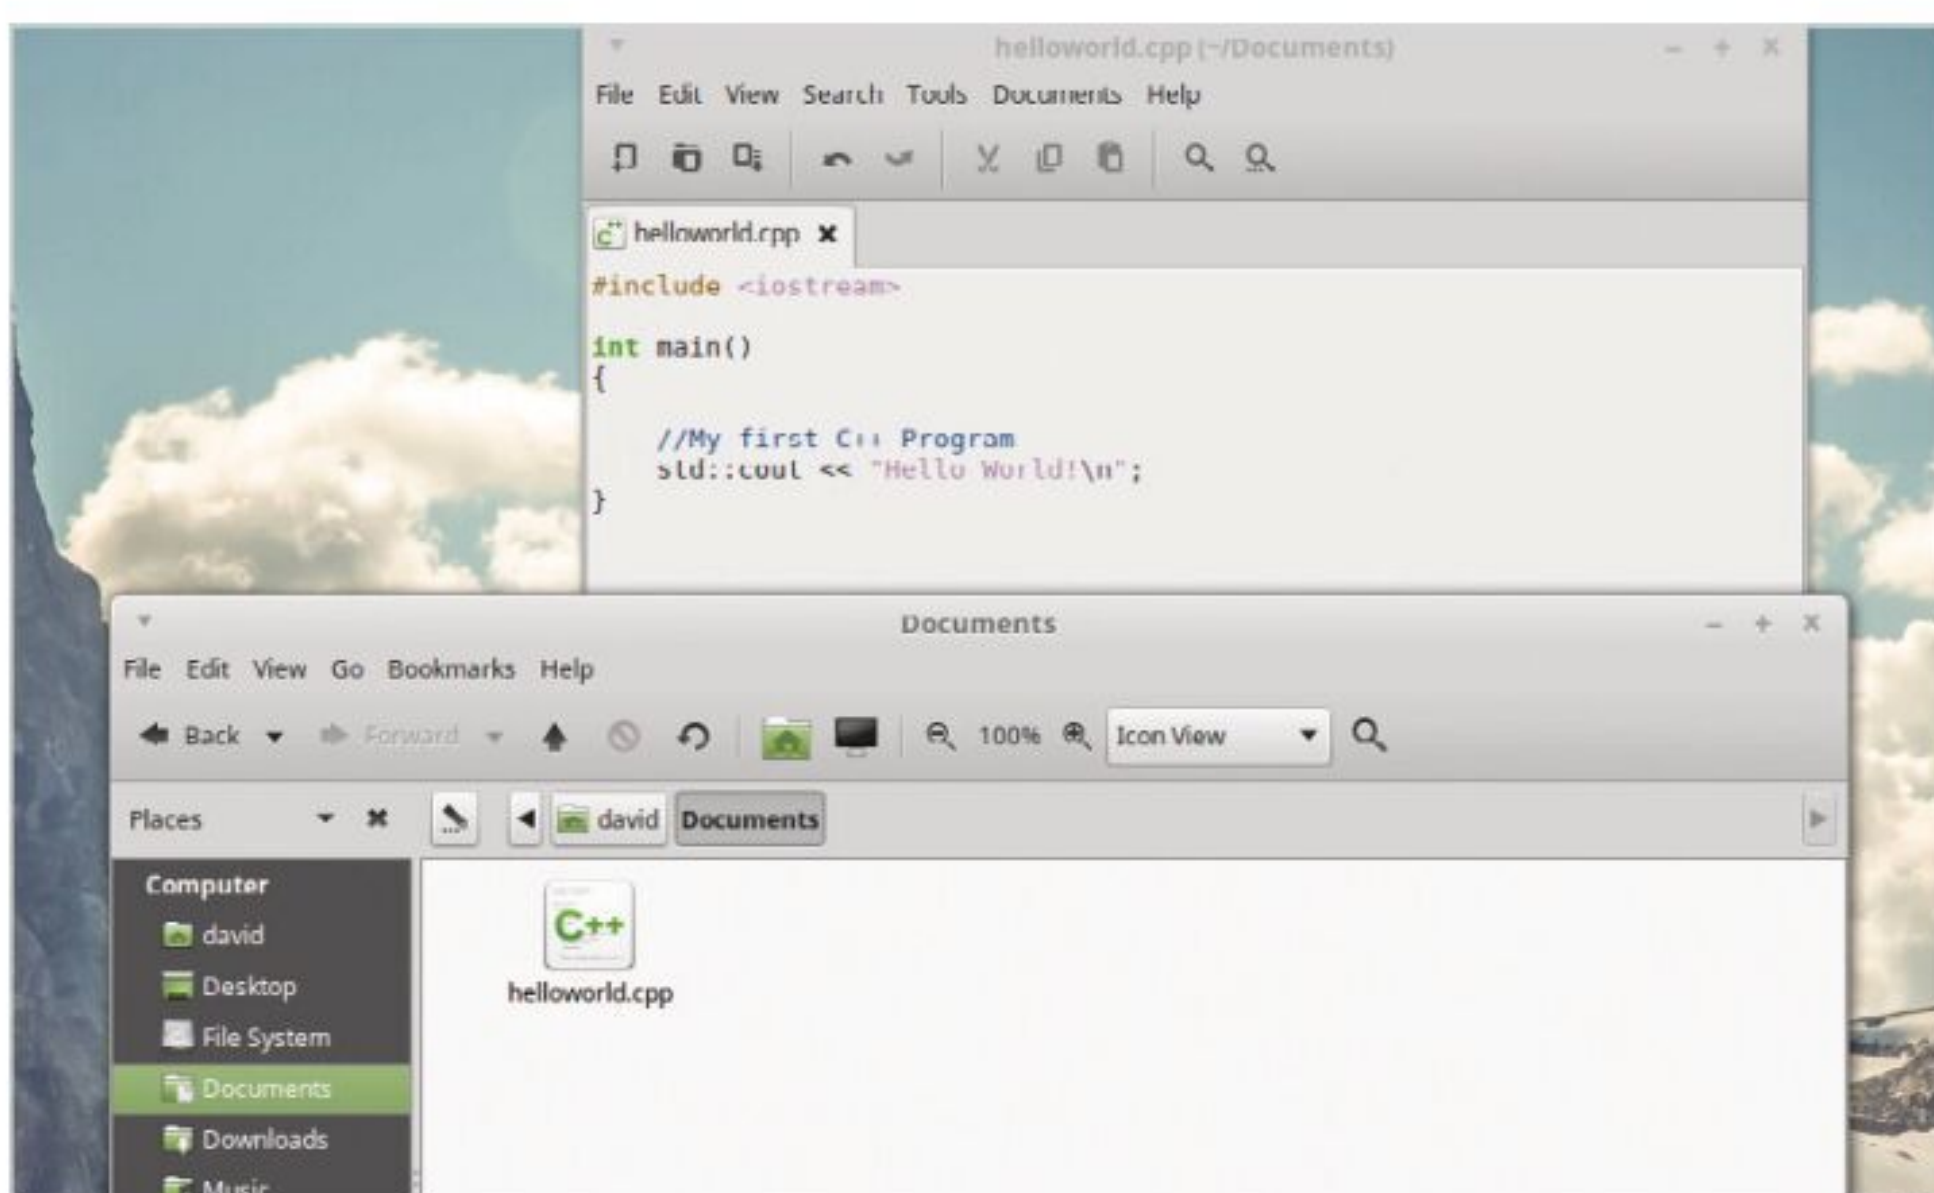 helloworld.cpp (~/Documents)
File Edit View Search Tools Documents Help
helloworld.cpp
#include <iostream>
int main()
{
//My first C++ Program
std::cout << "Hello World!\n";
}
Documents
File Edit View Go Bookmarks Help
Back Forward 100% Icon View
Places david Documents
Computer
david
Desktop
File System
Documents
Downloads
Music
C++
helloworld.cpp